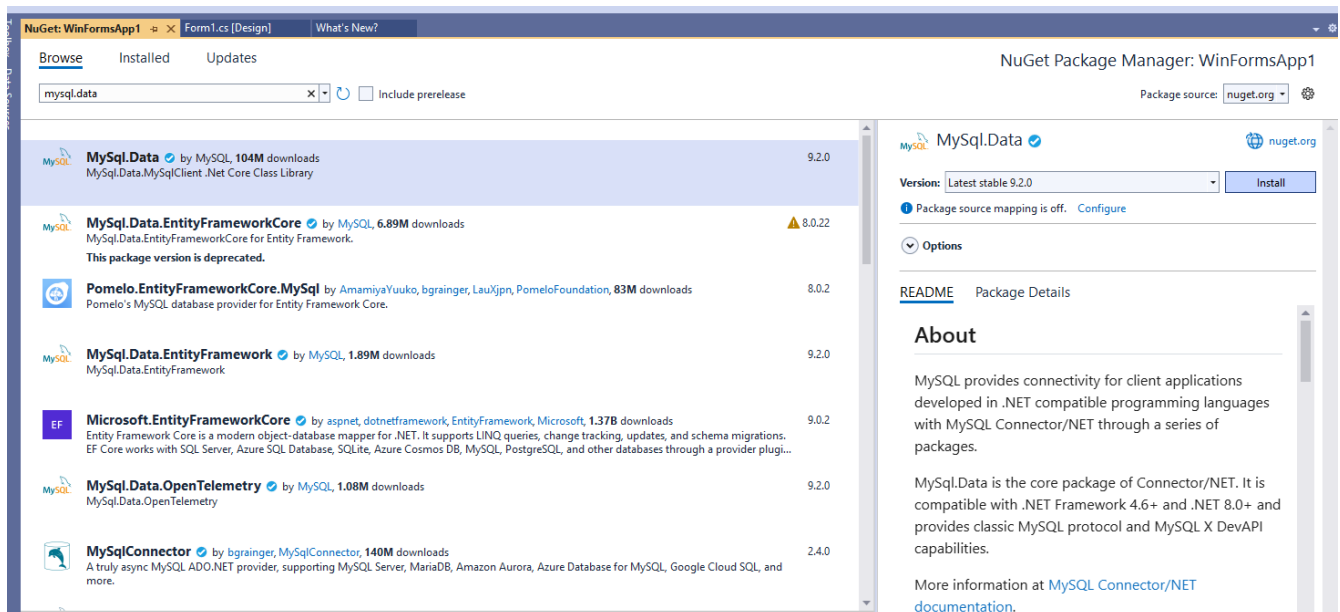 NuGet: WinFormsApp1
Form1.cs [Design]
What's New?
Data Sources
Browse
Installed
Updates
NuGet Package Manager: WinFormsApp1
mysql.data
Include prerelease
Package source: nuget.org
MySQL
MySql.Data by MySQL, 104M downloads
9.2.0
MySql.Data.MySqlClient .Net Core Class Library
MySQL
MySql.Data.EntityFrameworkCore by MySQL, 6.89M downloads
8.0.22
MySql.Data.EntityFrameworkCore for Entity Framework.
This package version is deprecated.
Pomelo.EntityFrameworkCore.MySql by AmamiyaYuuko, bgrainger, LauXjpn, PomeloFoundation, 83M downloads
8.0.2
Pomelo's MySQL database provider for Entity Framework Core.
MySQL
MySql.Data.EntityFramework by MySQL, 1.89M downloads
9.2.0
MySql.Data.EntityFramework
EF
Microsoft.EntityFrameworkCore by aspnet, dotnetframework, EntityFramework, Microsoft, 1.37B downloads
9.0.2
Entity Framework Core is a modern object-database mapper for .NET. It supports LINQ queries, change tracking, updates, and schema migrations.
EF Core works with SQL Server, Azure SQL Database, SQLite, Azure Cosmos DB, MySQL, PostgreSQL, and other databases through a provider plugi...
MySQL
MySql.Data.OpenTelemetry by MySQL, 1.08M downloads
9.2.0
MySql.Data.OpenTelemetry
MySqlConnector by bgrainger, MySqlConnector, 140M downloads
2.4.0
A truly async MySQL ADO.NET provider, supporting MySQL Server, MariaDB, Amazon Aurora, Azure Database for MySQL, Google Cloud SQL, and
more.
MySQL
MySql.Data
nuget.org
Version: Latest stable 9.2.0
Install
Package source mapping is off. Configure
Options
README
Package Details
About
MySQL provides connectivity for client applications
developed in .NET compatible programming languages
with MySQL Connector/NET through a series of
packages.
MySql.Data is the core package of Connector/NET. It is
compatible with .NET Framework 4.6+ and .NET 8.0+ and
provides classic MySQL protocol and MySQL X DevAPI
capabilities.
More information at MySQL Connector/NET
documentation.